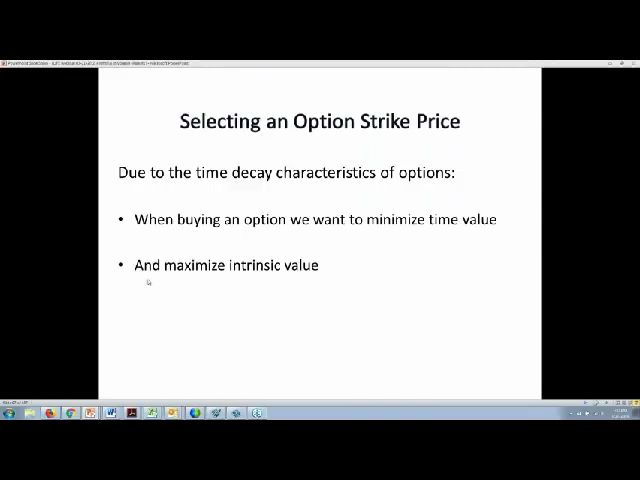 Selecting an Option Strike Price
Due to the time decay characteristics of options:
• When buying an option we want to minimize time value
• And maximize intrinsic value